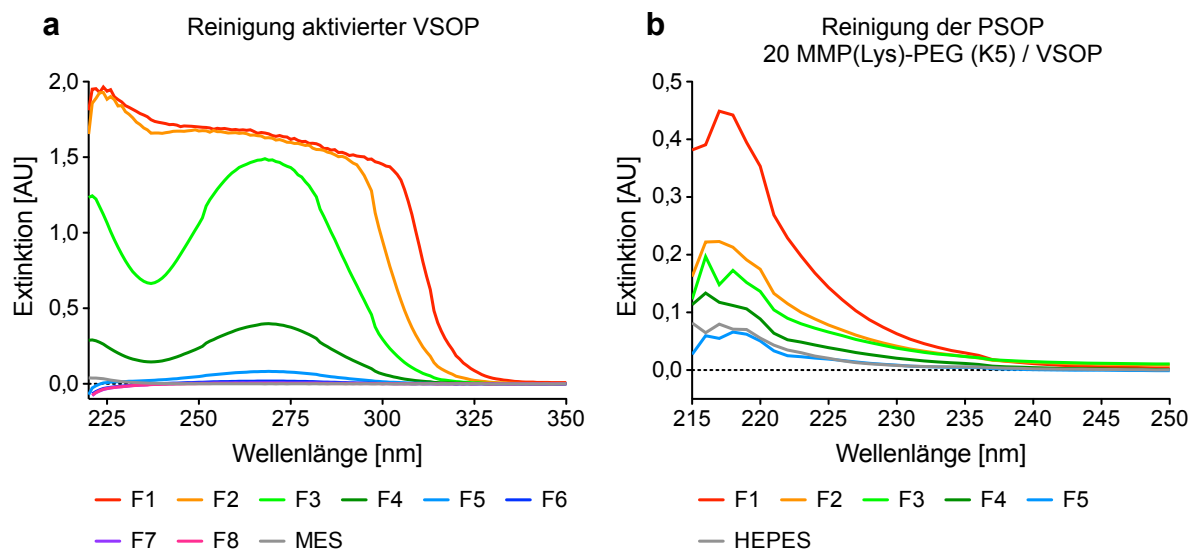 a
Reinigung aktivierter VSOP
Extinktion [AU]
2,0
1,5
1,0
0,5
0,0
225
250
275
300
325
350
Wellenlänge [nm]
F1
F2
F3
F4
F5
F6
F7
F8
MES
b
Reinigung der PSOP
20 MMP(Lys)-PEG (K5) / VSOP
Extinktion [AU]
0,5
0,4
0,3
0,2
0,1
0,0
215
220
225
230
235
240
245
250
Wellenlänge [nm]
F1
F2
F3
F4
F5
HEPES